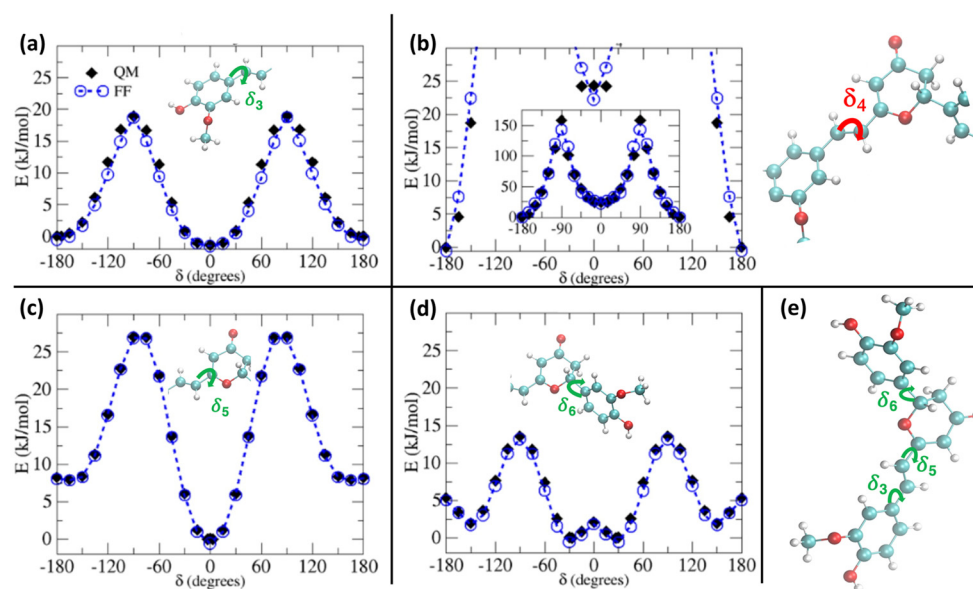 (a)
25
20
15
10
5
0
E (kJ/mol)
QM
FF
δ3
-180 -120 -60 0 60 120 180
δ (degrees)
(b)
25
20
15
10
5
0
E (kJ/mol)
150
100
50
0
-180 -90 0 90 180
-180 -120 -60 0 60 120 180
δ (degrees)
δ4
(c)
25
20
15
10
5
0
E (kJ/mol)
δ5
-180 -120 -60 0 60 120 180
δ (degrees)
(d)
25
20
15
10
5
0
E (kJ/mol)
δ6
-180 -120 -60 0 60 120 180
δ (degrees)
(e)
δ6
δ5
δ3